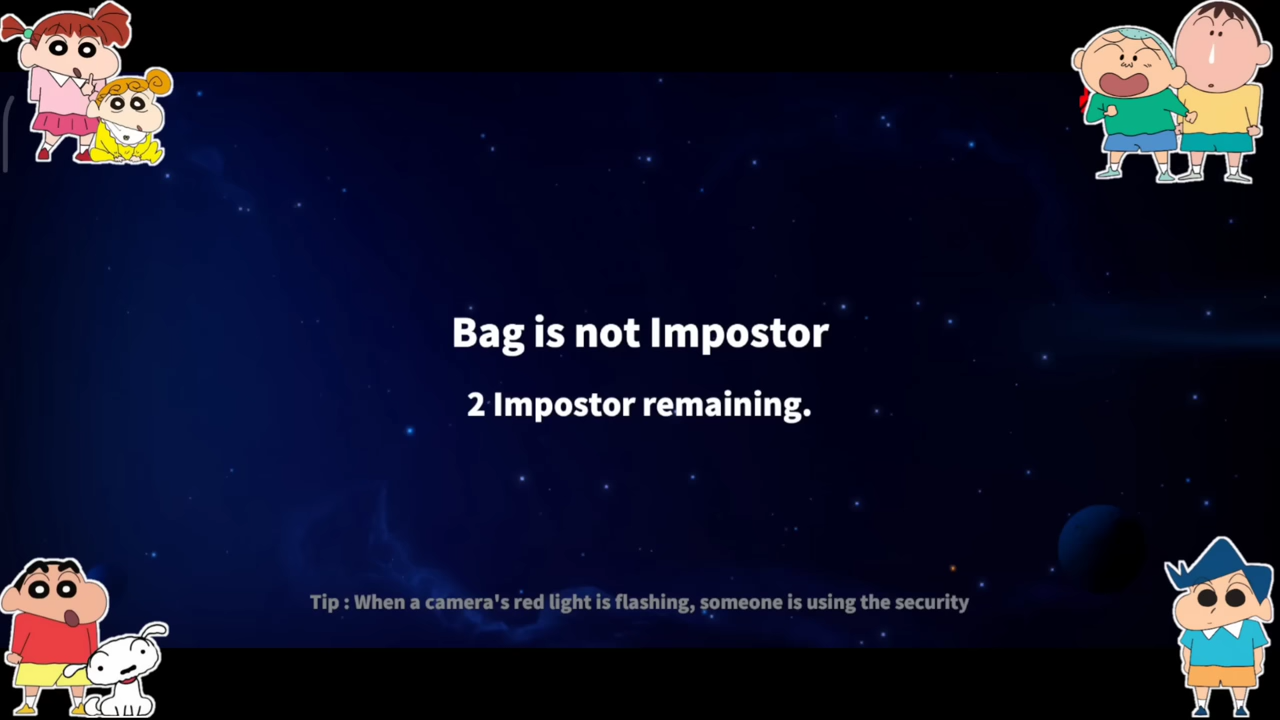 Bag is not Impostor
2 Impostor remaining.
Tip : When a camera's red light is flashing, someone is using the security